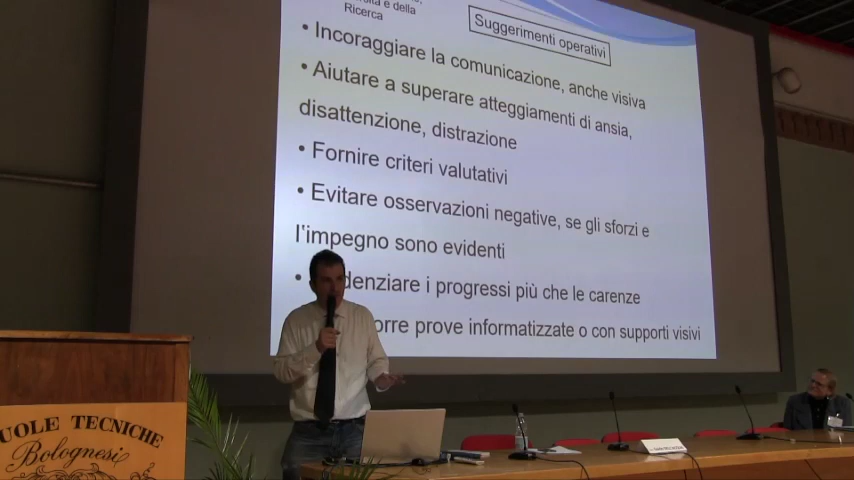 e della
Ricerca
Suggerimenti operativi
• Incoraggiare la comunicazione, anche visiva
• Aiutare a superare atteggiamenti di ansia,
disattenzione, distrazione
• Fornire criteri valutativi
• Evitare osservazioni negative, se gli sforzi e
l'impegno sono evidenti
• denziare i progressi più che le carenze
orre prove informatizzate o con supporti visivi
UOLE TECNICHE
Bolognesi